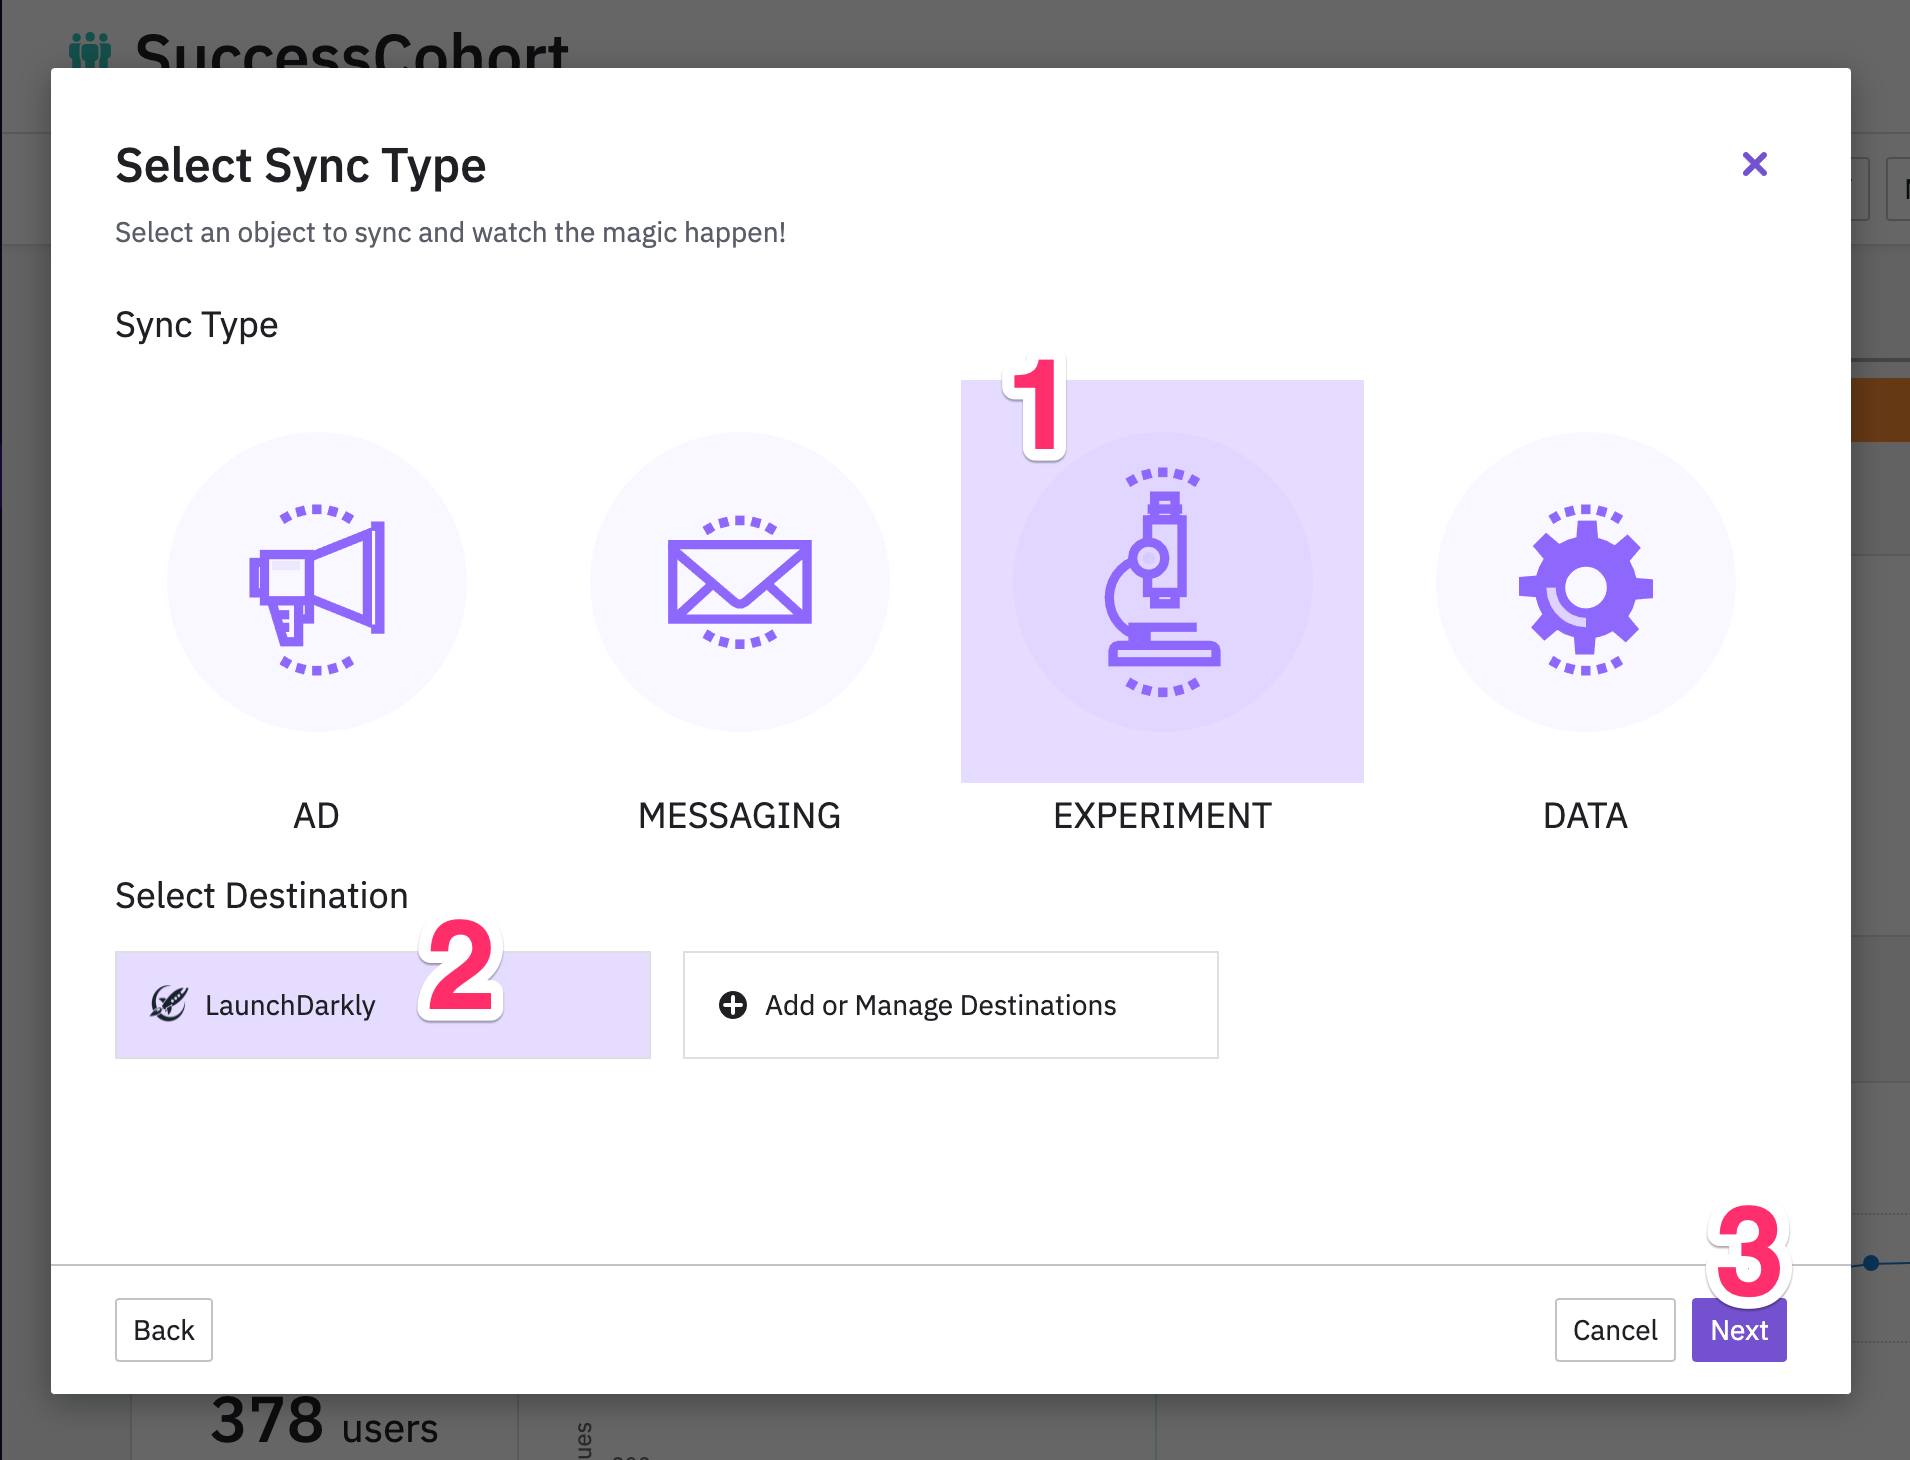 SuccessCohort
Select Sync Type
Select an object to sync and watch the magic happen!
Sync Type
1
AD
MESSAGING
EXPERIMENT
DATA
Select Destination
2
LaunchDarkly
Add or Manage Destinations
3
Back
Cancel
Next
378 users